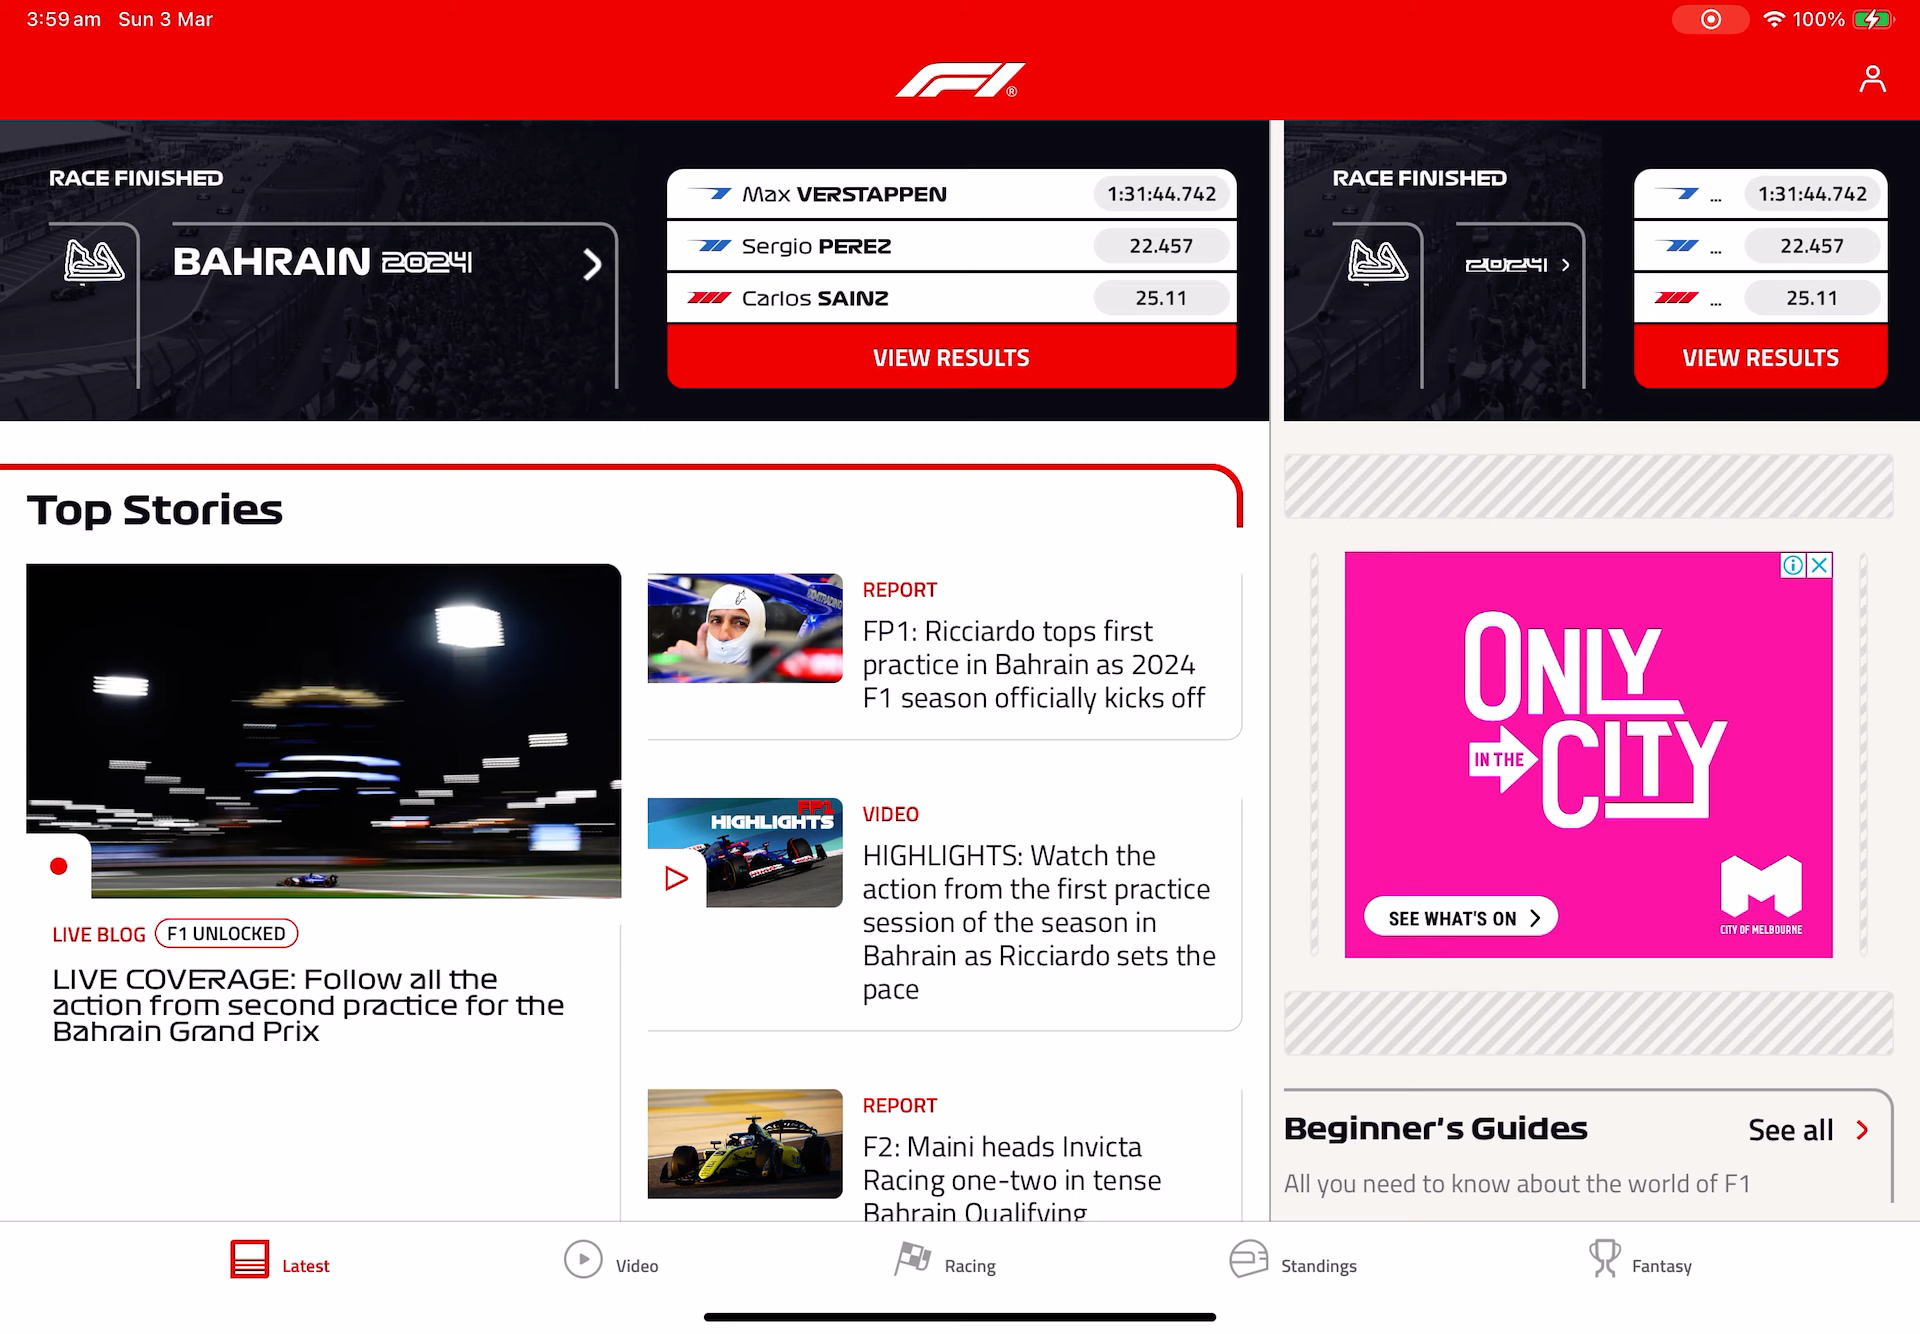 3:59 am Sun 3 Mar
100%
F1®
RACE FINISHED
BAHRAIN 2024
Max VERSTAPPEN 1:31:44.742
Sergio PEREZ 22.457
Carlos SAINZ 25.11
VIEW RESULTS
RACE FINISHED
2024
... 1:31:44.742
... 22.457
... 25.11
VIEW RESULTS
Top Stories
LIVE BLOG F1 UNLOCKED
LIVE COVERAGE: Follow all the
action from second practice for the
Bahrain Grand Prix
REPORT
FP1: Ricciardo tops first
practice in Bahrain as 2024
F1 season officially kicks off
FP1
HIGHLIGHTS
VIDEO
HIGHLIGHTS: Watch the
action from the first practice
session of the season in
Bahrain as Ricciardo sets the
pace
REPORT
F2: Maini heads Invicta
Racing one-two in tense
Bahrain Qualifying
ONLY
IN THE CITY
SEE WHAT'S ON
CITY OF MELBOURNE
Beginner's Guides See all
All you need to know about the world of F1
Latest Video Racing Standings Fantasy